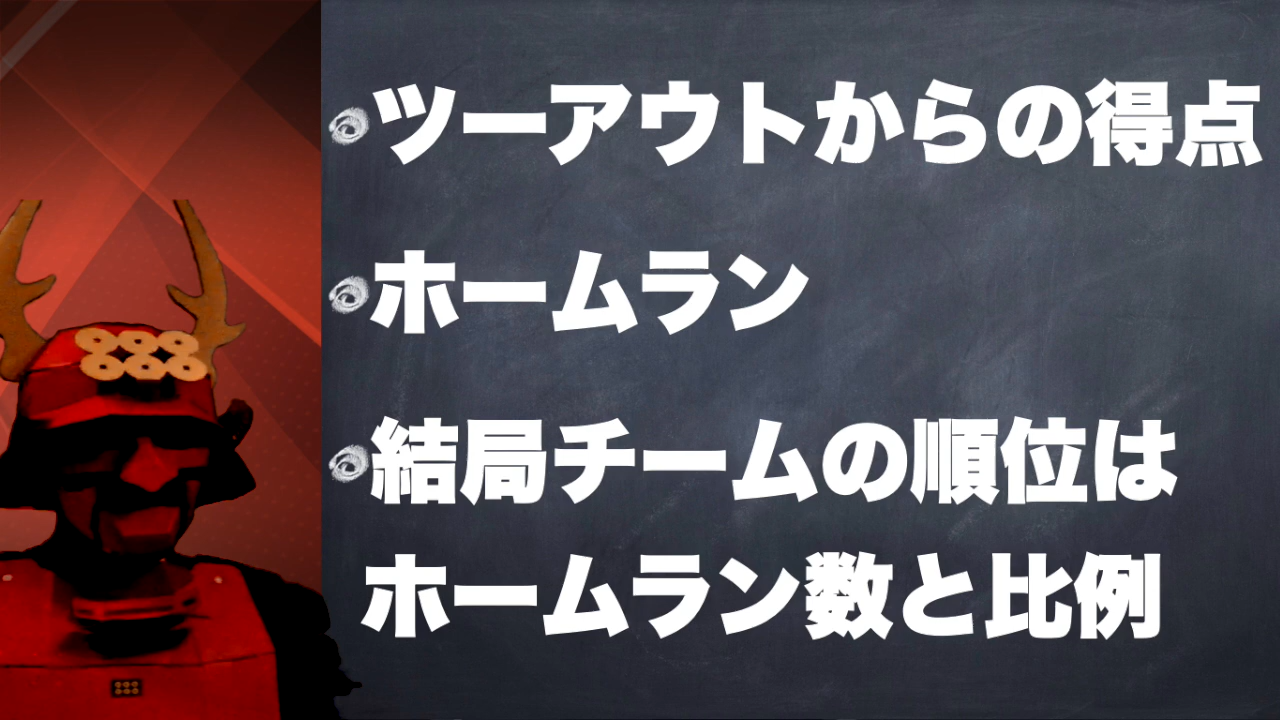 ツーアウトからの得点
ホームラン
結局チームの順位は
ホームラン数と比例